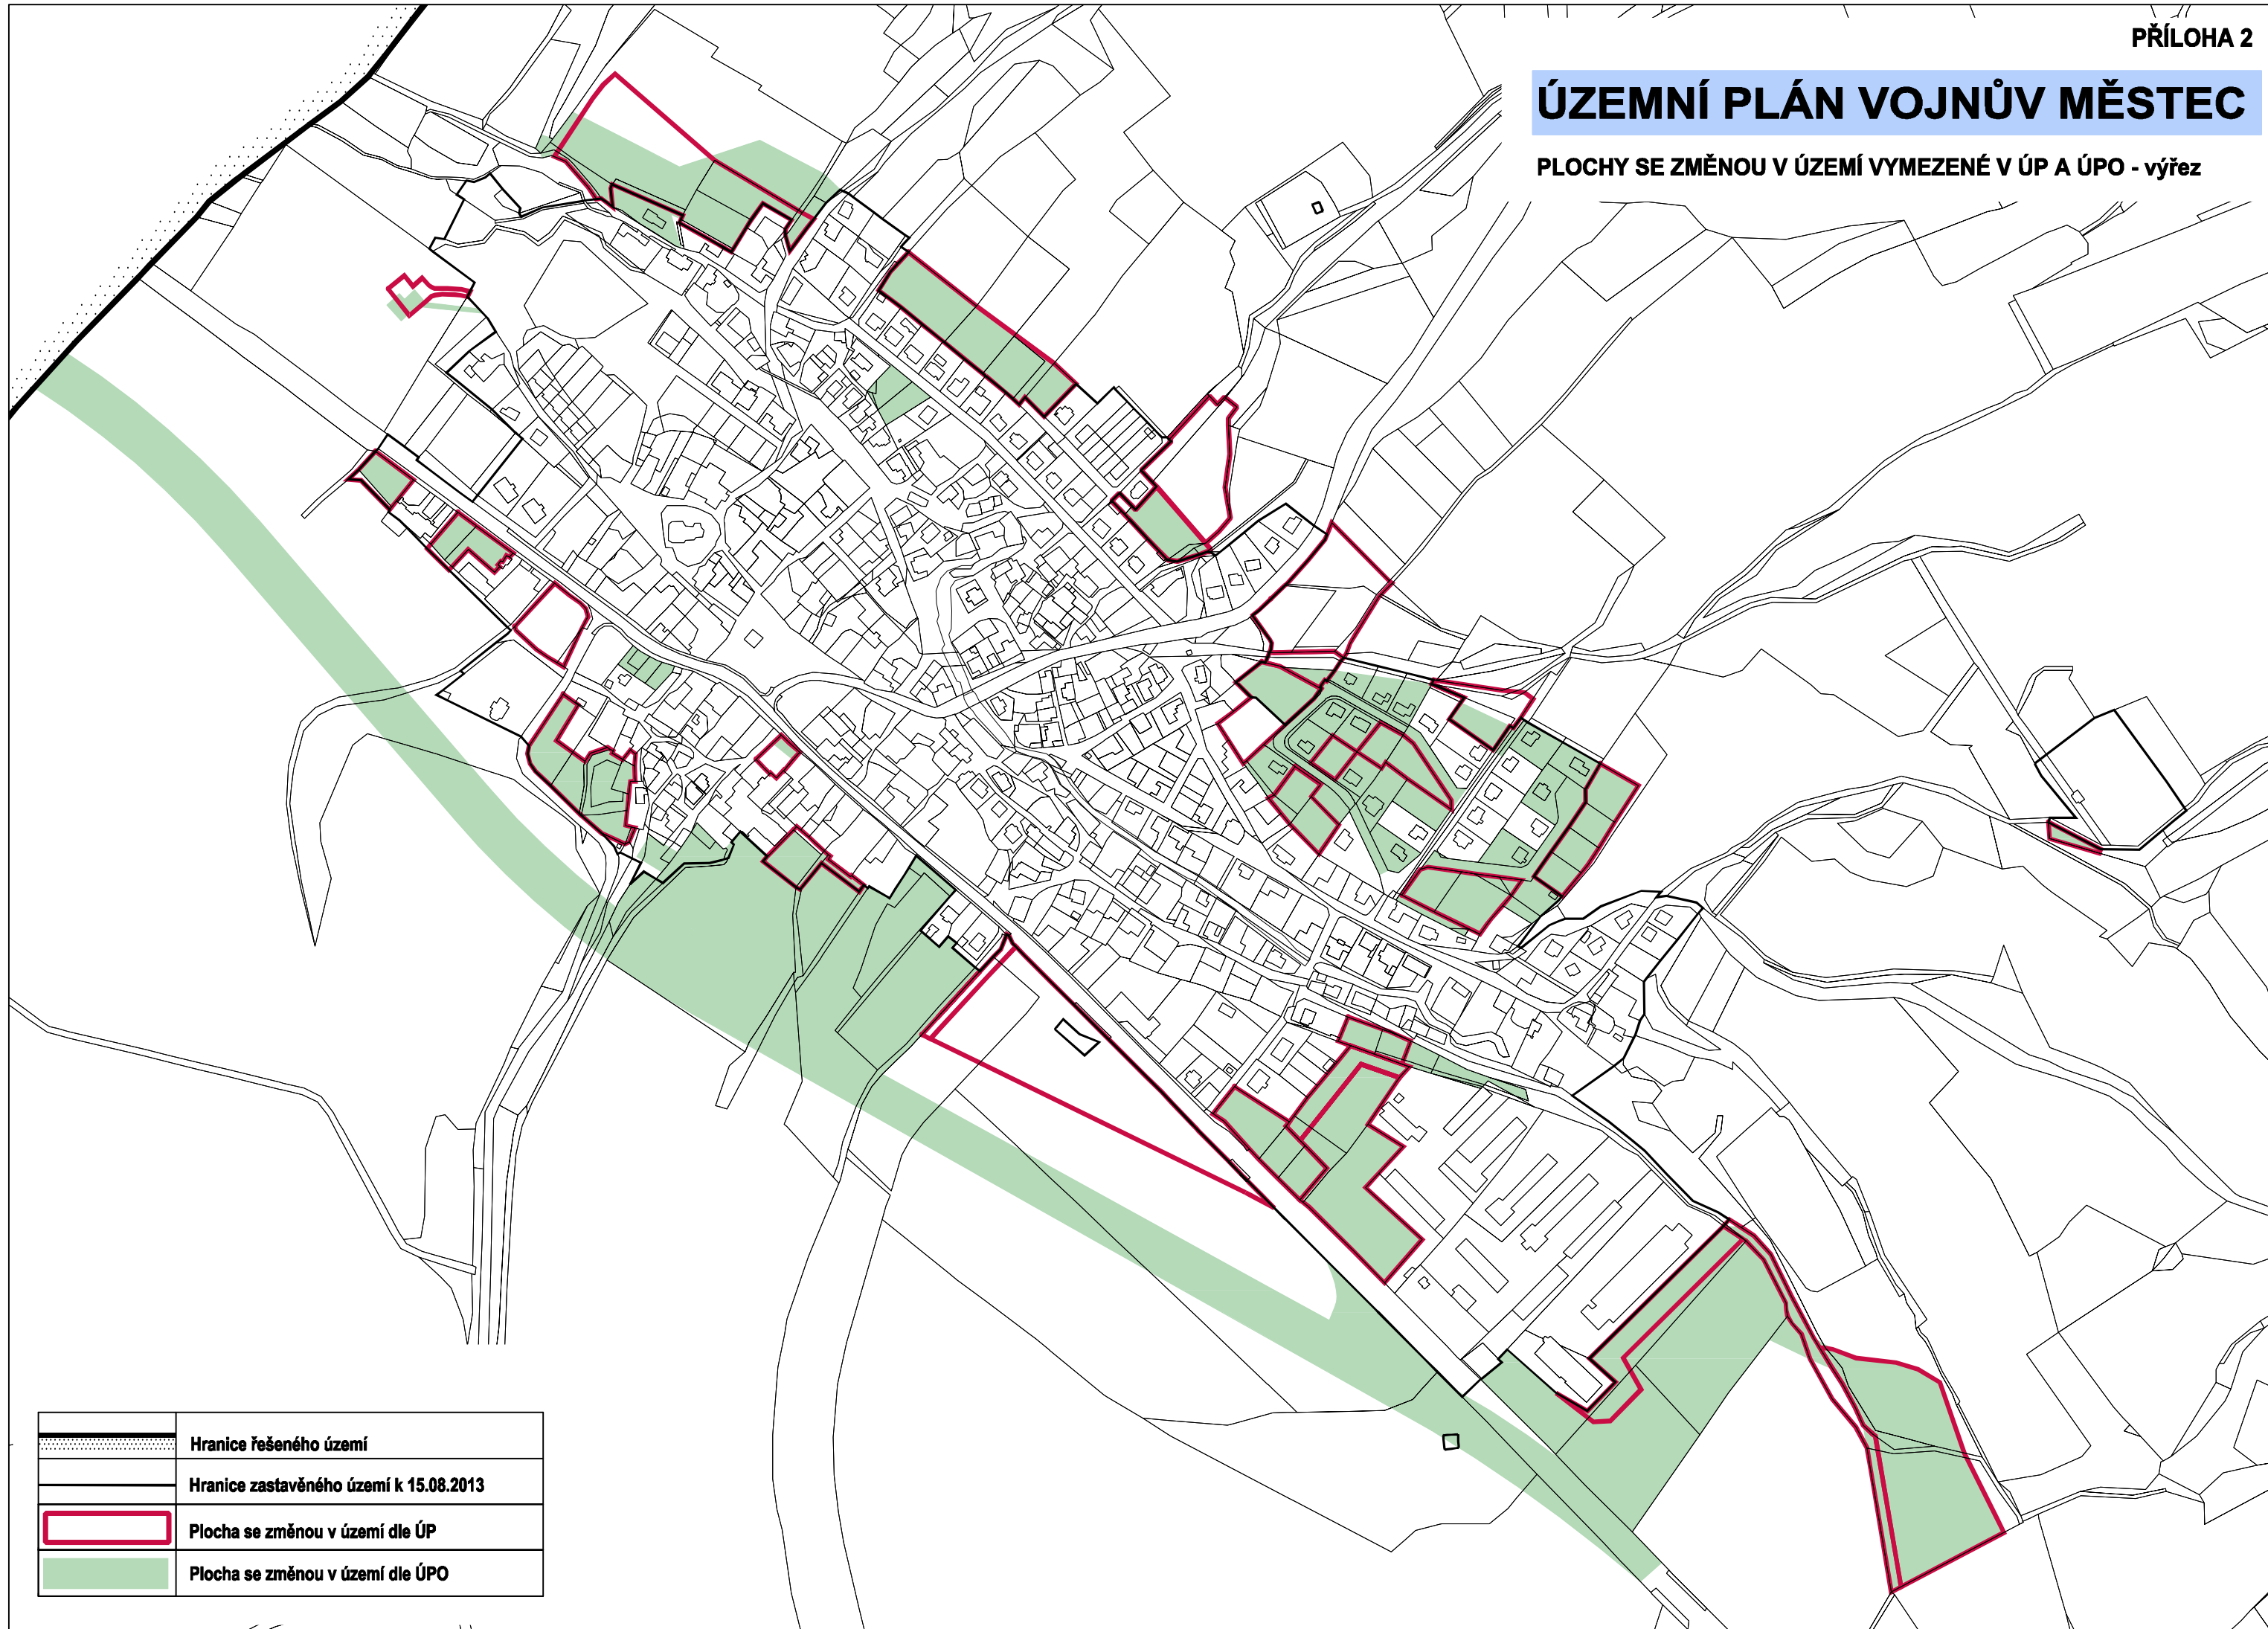 PŘÍLOHA 2
ÚZEMNÍ PLÁN VOJNŮV MĚSTEC
PLOCHY SE ZMĚNOU V ÚZEMÍ VYMEZENÉ V ÚP A ÚPO - výřez
Hranice řešeného území
Hranice zastavěného území k 15.08.2013
Plocha se změnou v území dle ÚP
Plocha se změnou v území dle ÚPO